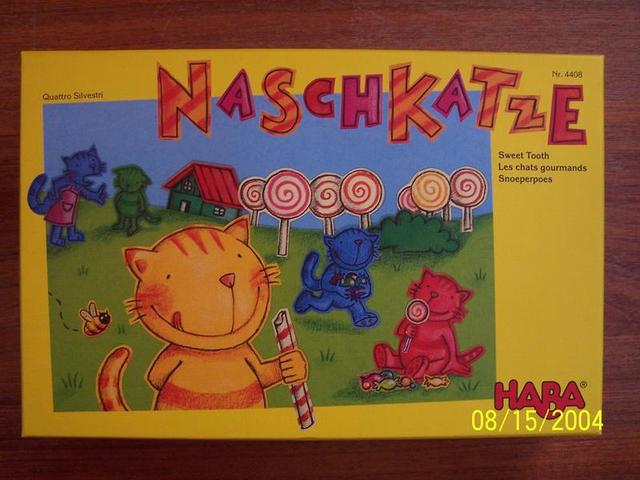 Quattro Silvestri
NASCHKATZE
Nr. 4408
Sweet Tooth
Les chats gourmands
Snoeperpoes
HABA®
08/15/2004